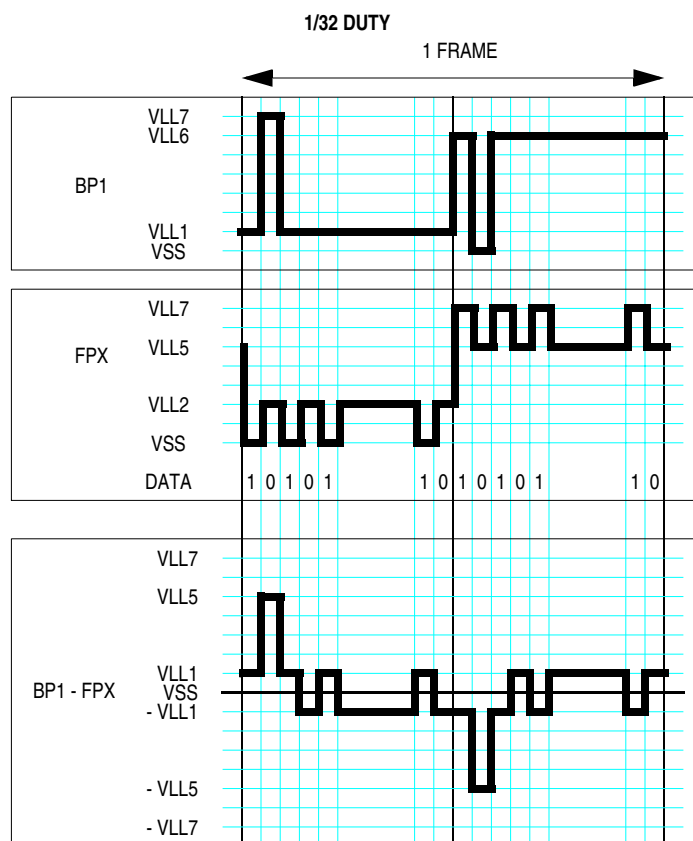 1/32 DUTY
1 FRAME
VLL7
VLL6
BP1
VLL1
VSS
VLL7
FPX
VLL5
VLL2
VSS
DATA 1 0 1 0 1 1 0 1 0 1 0 1 1 0
VLL7
VLL5
VLL1
BP1 - FPX
VSS
- VLL1
- VLL5
- VLL7